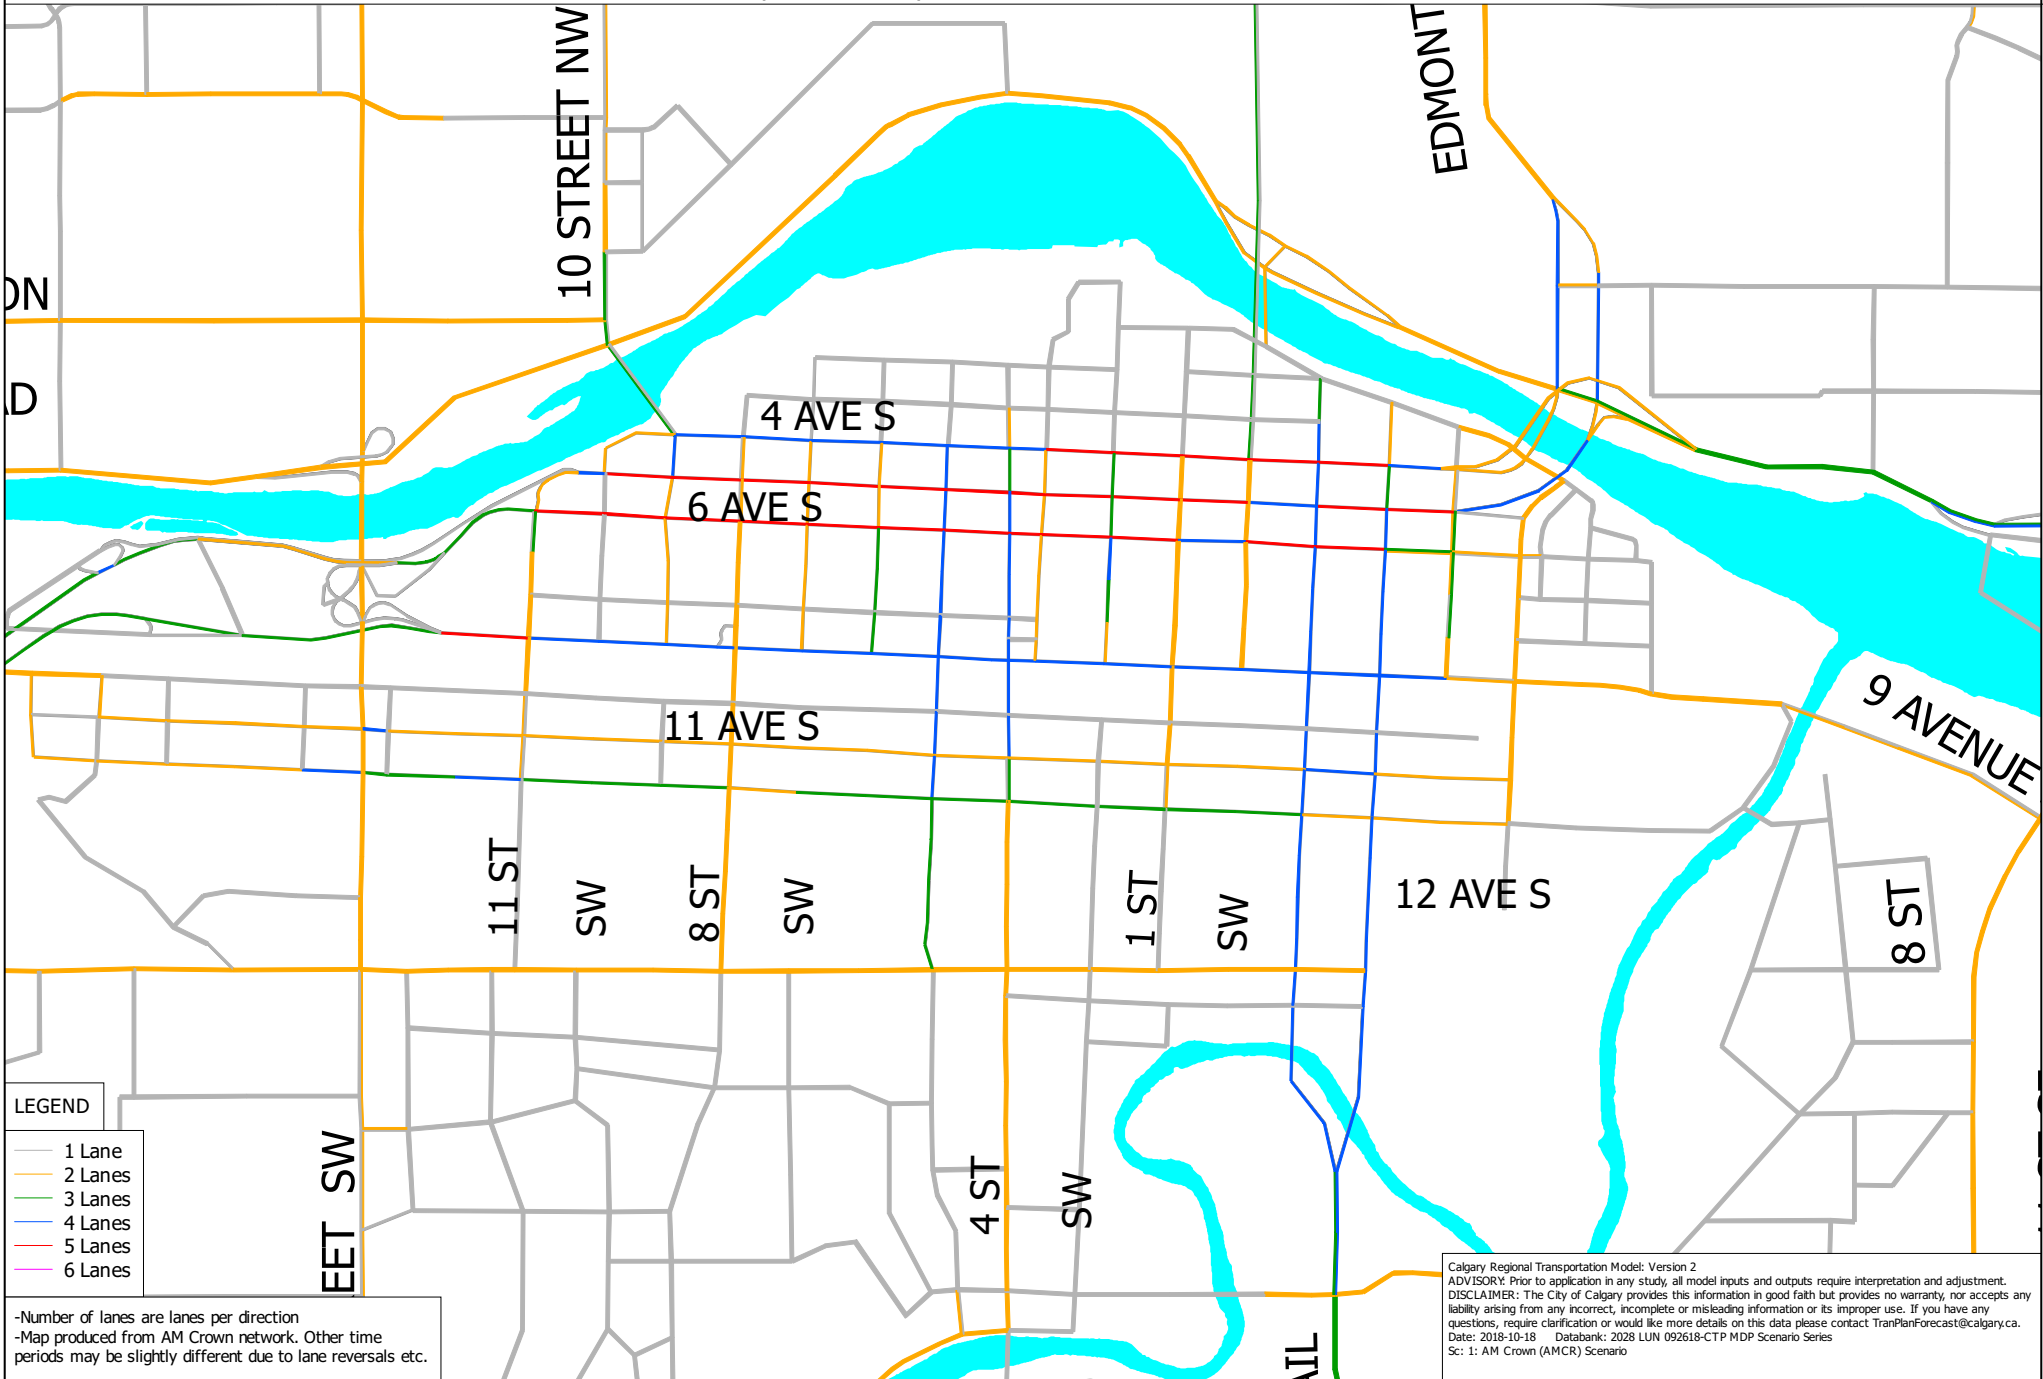 10 STREET NW
EDMONT
ON
AD
4 AVE S
6 AVE S
9 AVENUE
11 AVE S
11 ST
SW
8 ST
SW
1 ST
SW
12 AVE S
8 ST
4 ST
SW
EET SW
AIL
LEGEND
1 Lane
2 Lanes
3 Lanes
4 Lanes
5 Lanes
6 Lanes
-Number of lanes are lanes per direction
-Map produced from AM Crown network. Other time
periods may be slightly different due to lane reversals etc.
Calgary Regional Transportation Model: Version 2
ADVISORY: Prior to application in any study, all model inputs and outputs require interpretation and adjustment.
DISCLAIMER: The City of Calgary provides this information in good faith but provides no warranty, nor accepts any
liability arising from any incorrect, incomplete or misleading information or its improper use. If you have any
questions, require clarification or would like more details on this data please contact TranPlanForecast@calgary.ca.
Date: 2018-10-18 Databank: 2028 LUN 092618-CTP MDP Scenario Series
Sc: 1: AM Crown (AMCR) Scenario